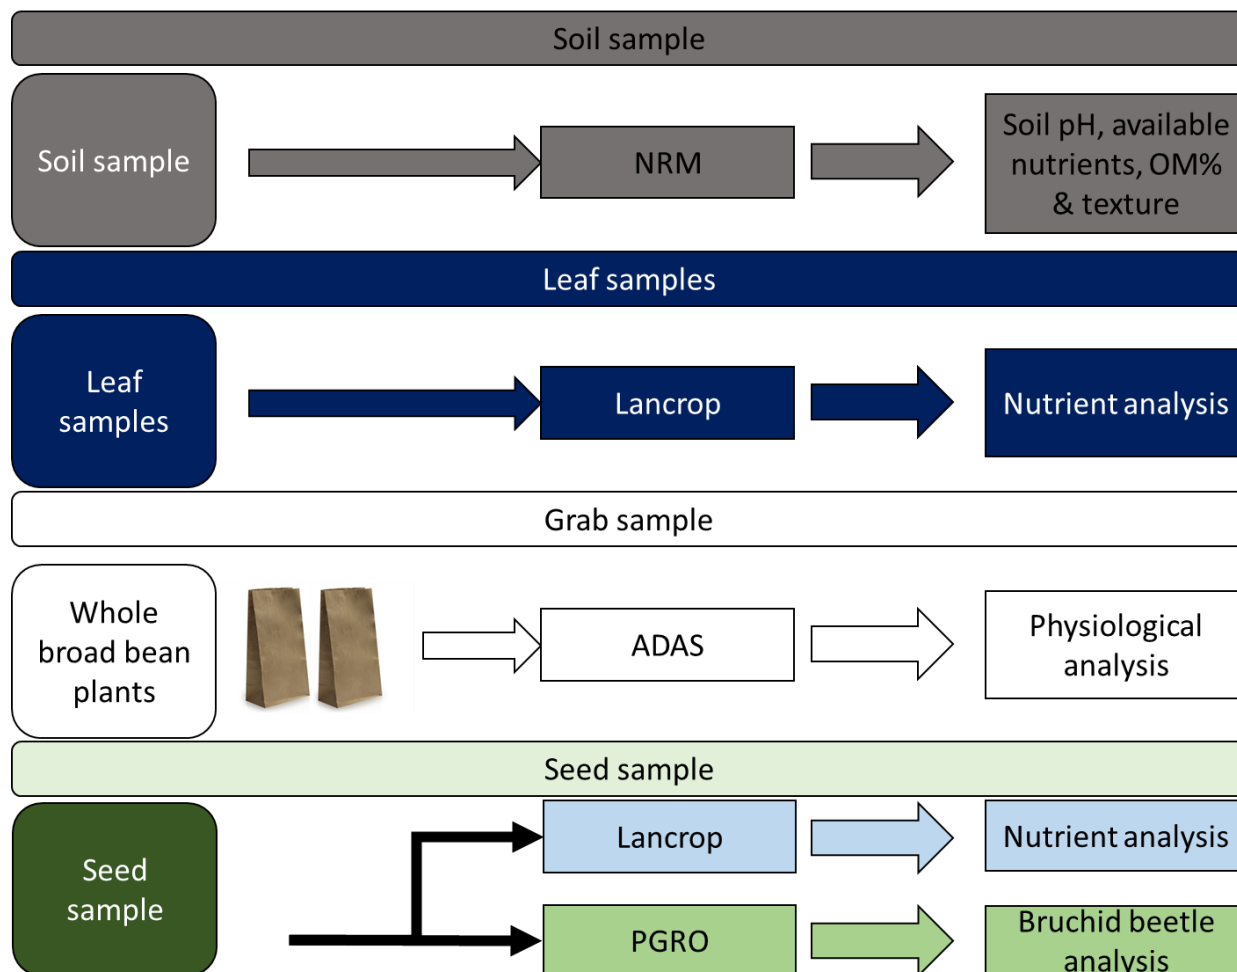 Soil sample
Soil sample
NRM
Soil pH, available
nutrients, OM%
& texture
Leaf samples
Leaf
samples
Lancrop
Nutrient analysis
Grab sample
Whole
broad bean
plants
ADAS
Physiological
analysis
Seed sample
Seed
sample
Lancrop
Nutrient analysis
PGRO
Bruchid beetle
analysis